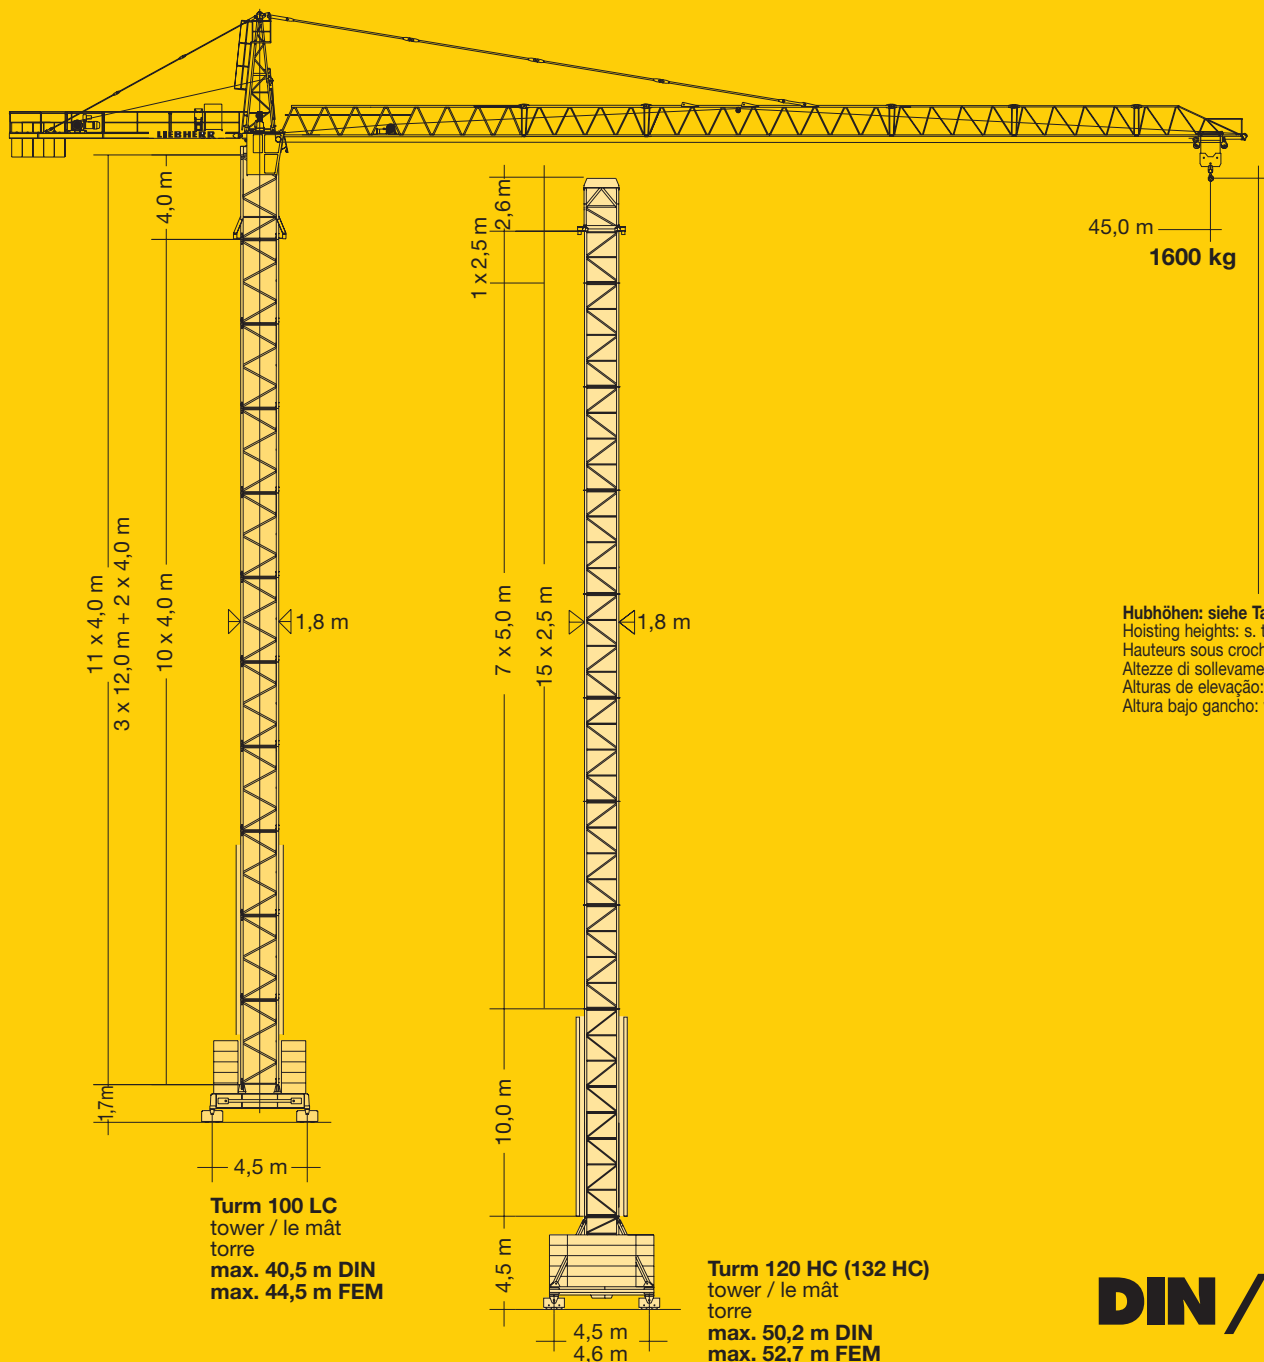 LIEBHERR
4,0 m
2,6 m
1 x 2,5 m
45,0 m
1600 kg
11 x 4,0 m
3 x 12,0 m + 2 x 4,0 m
10 x 4,0 m
1,8 m
7 x 5,0 m
15 x 2,5 m
1,8 m
Hubhöhen: siehe Ta
Hoisting heights: s. t
Hauteurs sous croch
Altezze di sollevame
Alturas de elevação:
Altura bajo gancho:
1,7m
10,0 m
4,5 m
4,5 m
Turm 100 LC
tower / le mât
torre
max. 40,5 m DIN
max. 44,5 m FEM
4,5 m
4,6 m
Turm 120 HC (132 HC)
tower / le mât
torre
max. 50,2 m DIN
max. 52,7 m FEM
DIN /